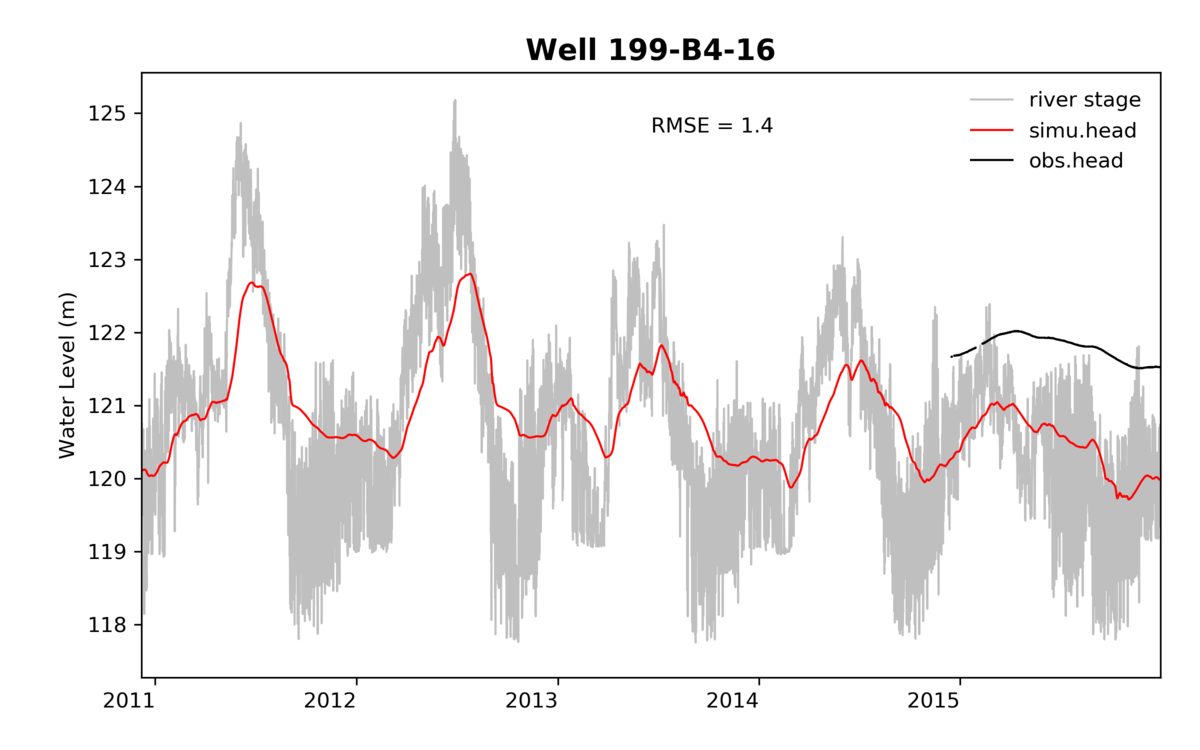 Well 199-B4-16
RMSE = 1.4
river stage
simu.head
obs.head
Water Level (m)
125
124
123
122
121
120
119
118
2011
2012
2013
2014
2015